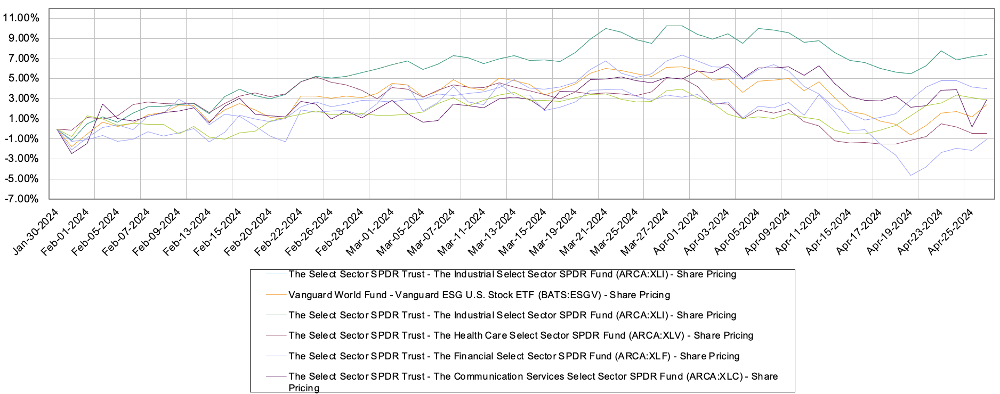 11.00%
9.00%
7.00%
5.00%
3.00%
1.00%
-1.00%
-3.00%
-5.00%
-7.00%
Jan-30-2024
Feb-01-2024
Feb-05-2024
Feb-07-2024
Feb-09-2024
Feb-13-2024
Feb-15-2024
Feb-20-2024
Feb-22-2024
Feb-26-2024
Feb-28-2024
Mar-01-2024
Mar-05-2024
Mar-07-2024
Mar-11-2024
Mar-13-2024
Mar-15-2024
Mar-19-2024
Mar-21-2024
Mar-25-2024
Mar-27-2024
Apr-01-2024
Apr-03-2024
Apr-05-2024
Apr-09-2024
Apr-11-2024
Apr-15-2024
Apr-17-2024
Apr-19-2024
Apr-23-2024
Apr-25-2024
The Select Sector SPDR Trust - The Industrial Select Sector SPDR Fund (ARCA:XLI) - Share Pricing
Vanguard World Fund - Vanguard ESG U.S. Stock ETF (BATS:ESGV) - Share Pricing
The Select Sector SPDR Trust - The Industrial Select Sector SPDR Fund (ARCA:XLI) - Share Pricing
The Select Sector SPDR Trust - The Health Care Select Sector SPDR Fund (ARCA:XLV) - Share Pricing
The Select Sector SPDR Trust - The Financial Select Sector SPDR Fund (ARCA:XLF) - Share Pricing
The Select Sector SPDR Trust - The Communication Services Select Sector SPDR Fund (ARCA:XLC) - Share
Pricing